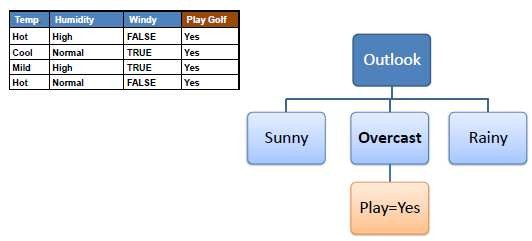 Temp Humidity Windy Play Golf
Hot High FALSE Yes
Cool Normal TRUE Yes
Mild High TRUE Yes
Hot Normal FALSE Yes
Outlook
Sunny Overcast Rainy
Play=Yes